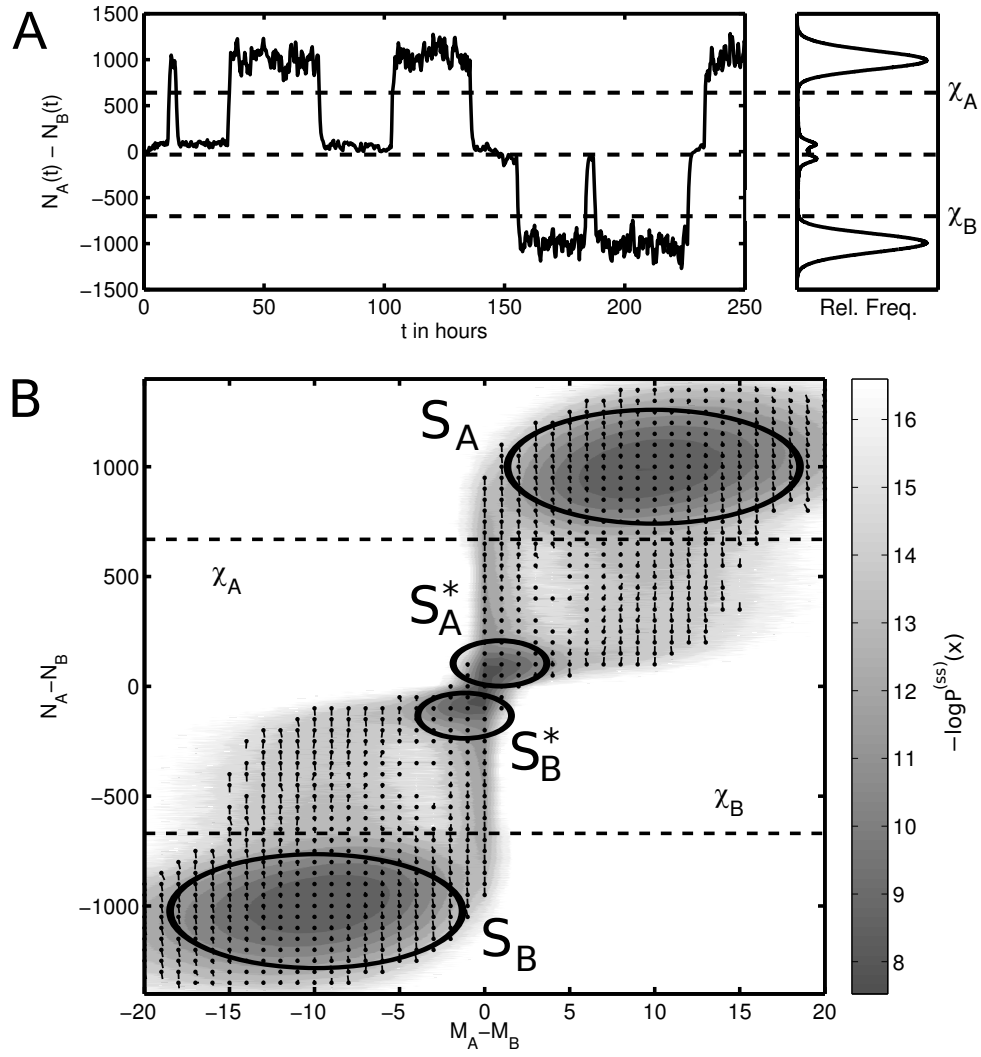 A
N_A(t) − N_B(t)
1500
1000
500
0
−500
−1000
−1500
0
50
100
150
200
250
t in hours
χ_A
χ_B
Rel. Freq.
B
N_A−N_B
1000
500
0
−500
−1000
S_A
χ_A
S_A^*
S_B^*
χ_B
S_B
−20
−15
−10
−5
0
5
10
15
20
M_A−M_B
16
15
14
13
12
11
10
9
8
−logP^(ss)(x)